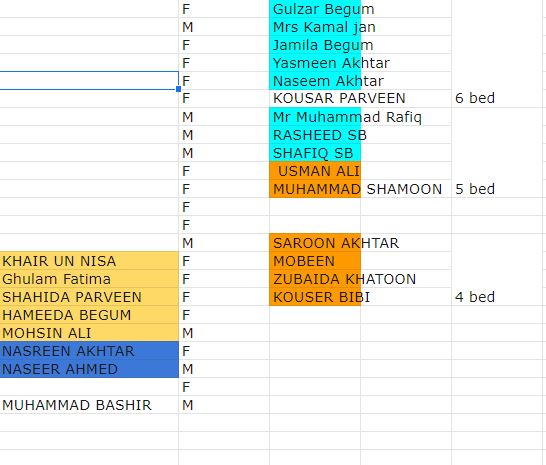 F Gulzar Begum
M Mrs Kamal jan
F Jamila Begum
F Yasmeen Akhtar
F Naseem Akhtar
F KOUSAR PARVEEN 6 bed
M Mr Muhammad Rafiq
M RASHEED SB
M SHAFIQ SB
F USMAN ALI
F MUHAMMAD SHAMOON 5 bed
F
F
M SAROON AKHTAR
KHAIR UN NISA F MOBEEN
Ghulam Fatima F ZUBAIDA KHATOON
SHAHIDA PARVEEN F KOUSER BIBI 4 bed
HAMEEDA BEGUM F
MOHSIN ALI M
NASREEN AKHTAR F
NASEER AHMED M
F
MUHAMMAD BASHIR M